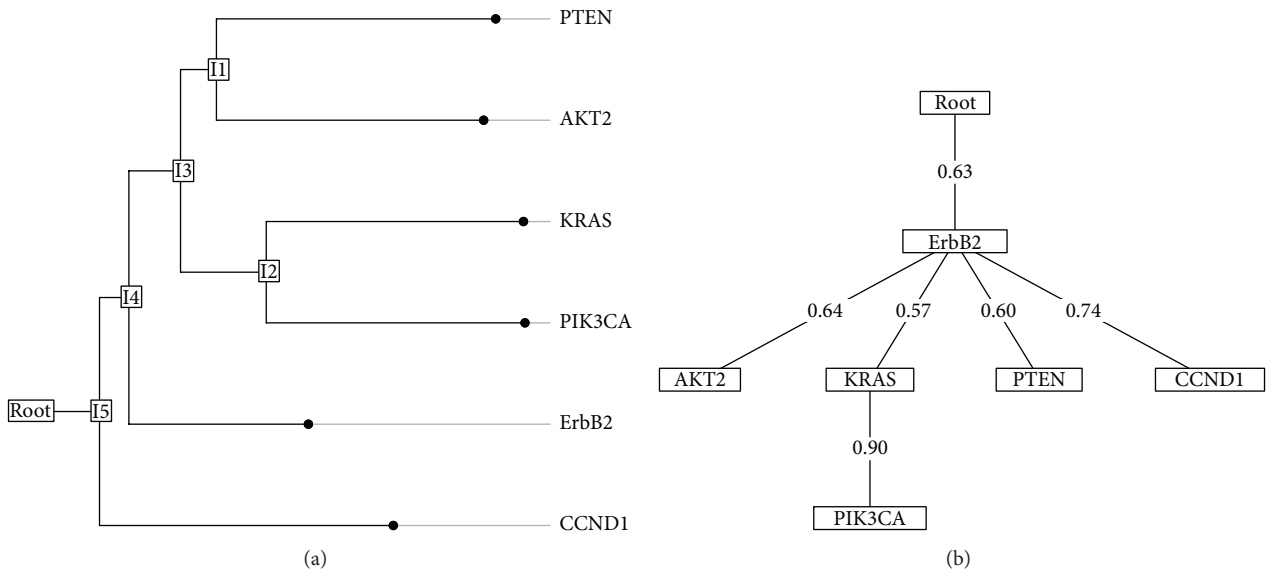 PTEN
I1
AKT2
I3
KRAS
I2
PIK3CA
I4
Root
I5
ErbB2
CCND1
(a)
Root
0.63
ErbB2
0.64
0.57
0.60
0.74
AKT2
KRAS
PTEN
CCND1
0.90
PIK3CA
(b)